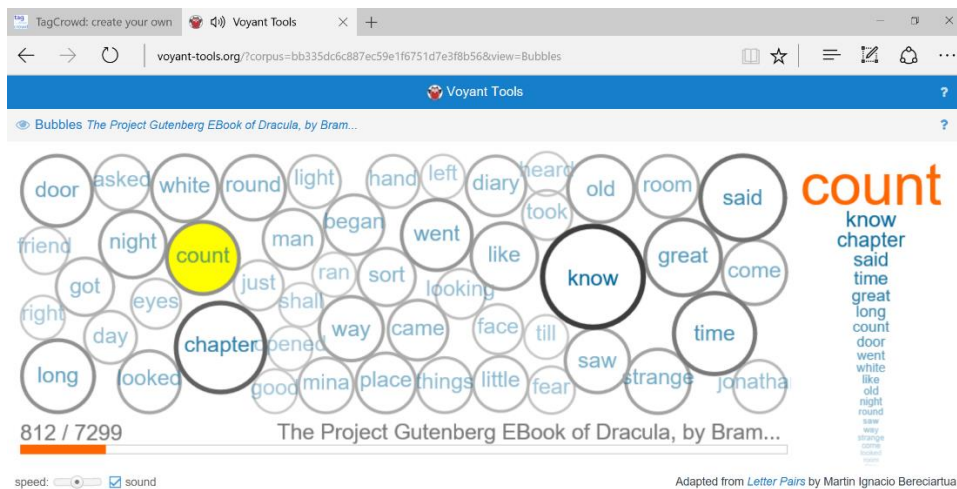 TagCrowd: create your own
Voyant Tools
voyant-tools.org/?corpus=bb335dc6c887ec59e1f6751d7e3f8b56&view=Bubbles
Voyant Tools
?
Bubbles The Project Gutenberg EBook of Dracula, by Bram...
?
door
asked
white
round
light
hand
left
diary
heard
took
old
room
said
friend
night
count
man
began
went
like
know
great
come
got
eyes
just
ran
shall
sort
looking
right
day
chapter
opened
way
came
face
till
saw
time
long
looked
good
mina
place
things
little
fear
strange
jonatha
count
know
chapter
said
time
great
long
count
door
went
white
like
old
night
round
saw
way
strange
come
looked
812 / 7299
The Project Gutenberg EBook of Dracula, by Bram...
speed:
sound
Adapted from Letter Pairs by Martin Ignacio Bereciartua